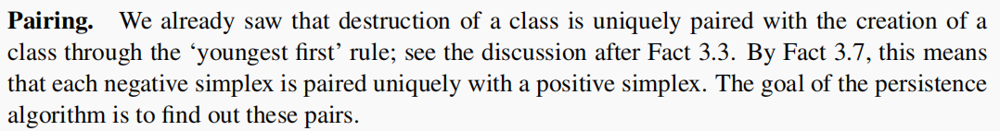 Pairing. We already saw that destruction of a class is uniquely paired with the creation of a
class through the ‘youngest first’ rule; see the discussion after Fact 3.3. By Fact 3.7, this means
that each negative simplex is paired uniquely with a positive simplex. The goal of the persistence
algorithm is to find out these pairs.